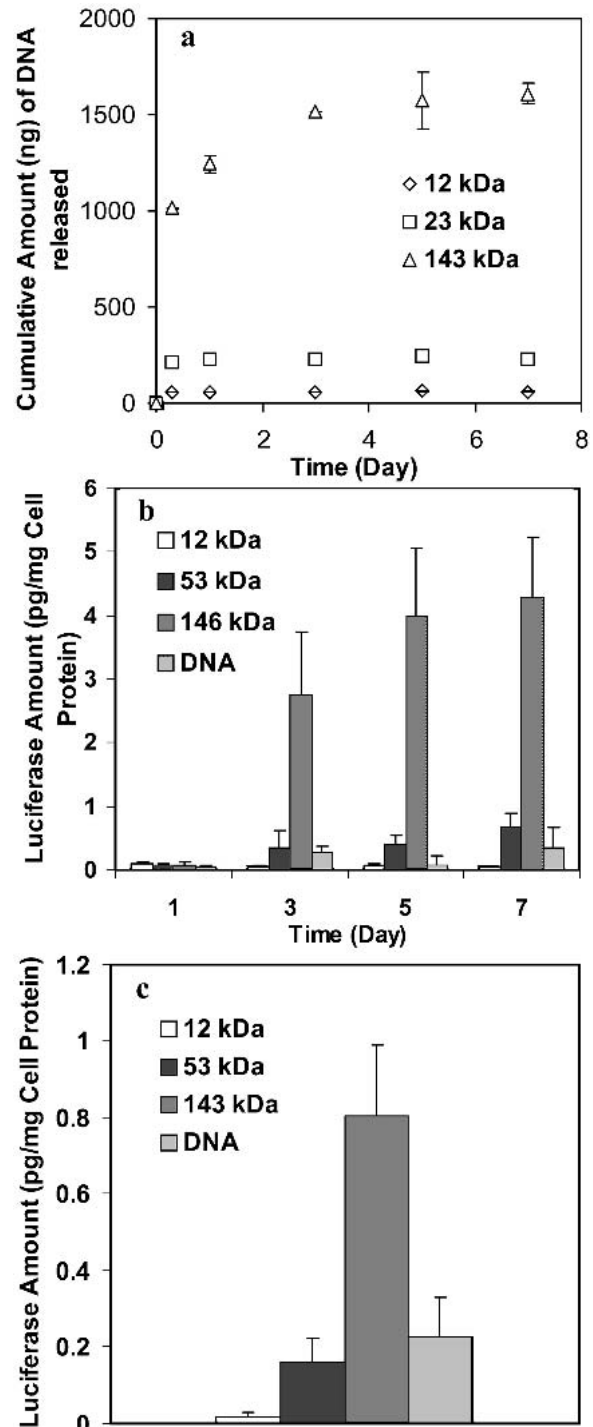 a
2000
1500
1000
500
0
Cumulative Amount (ng) of DNA
released
12 kDa
23 kDa
143 kDa
0 2 4 6 8
Time (Day)
b
6
5
4
3
2
1
0
Luciferase Amount (pg/mg Cell
Protein)
12 kDa
53 kDa
146 kDa
DNA
1 3 5 7
Time (Day)
c
1.2
1
0.8
0.6
0.4
0.2
0
Luciferase Amount (pg/mg Cell Protein)
12 kDa
53 kDa
143 kDa
DNA